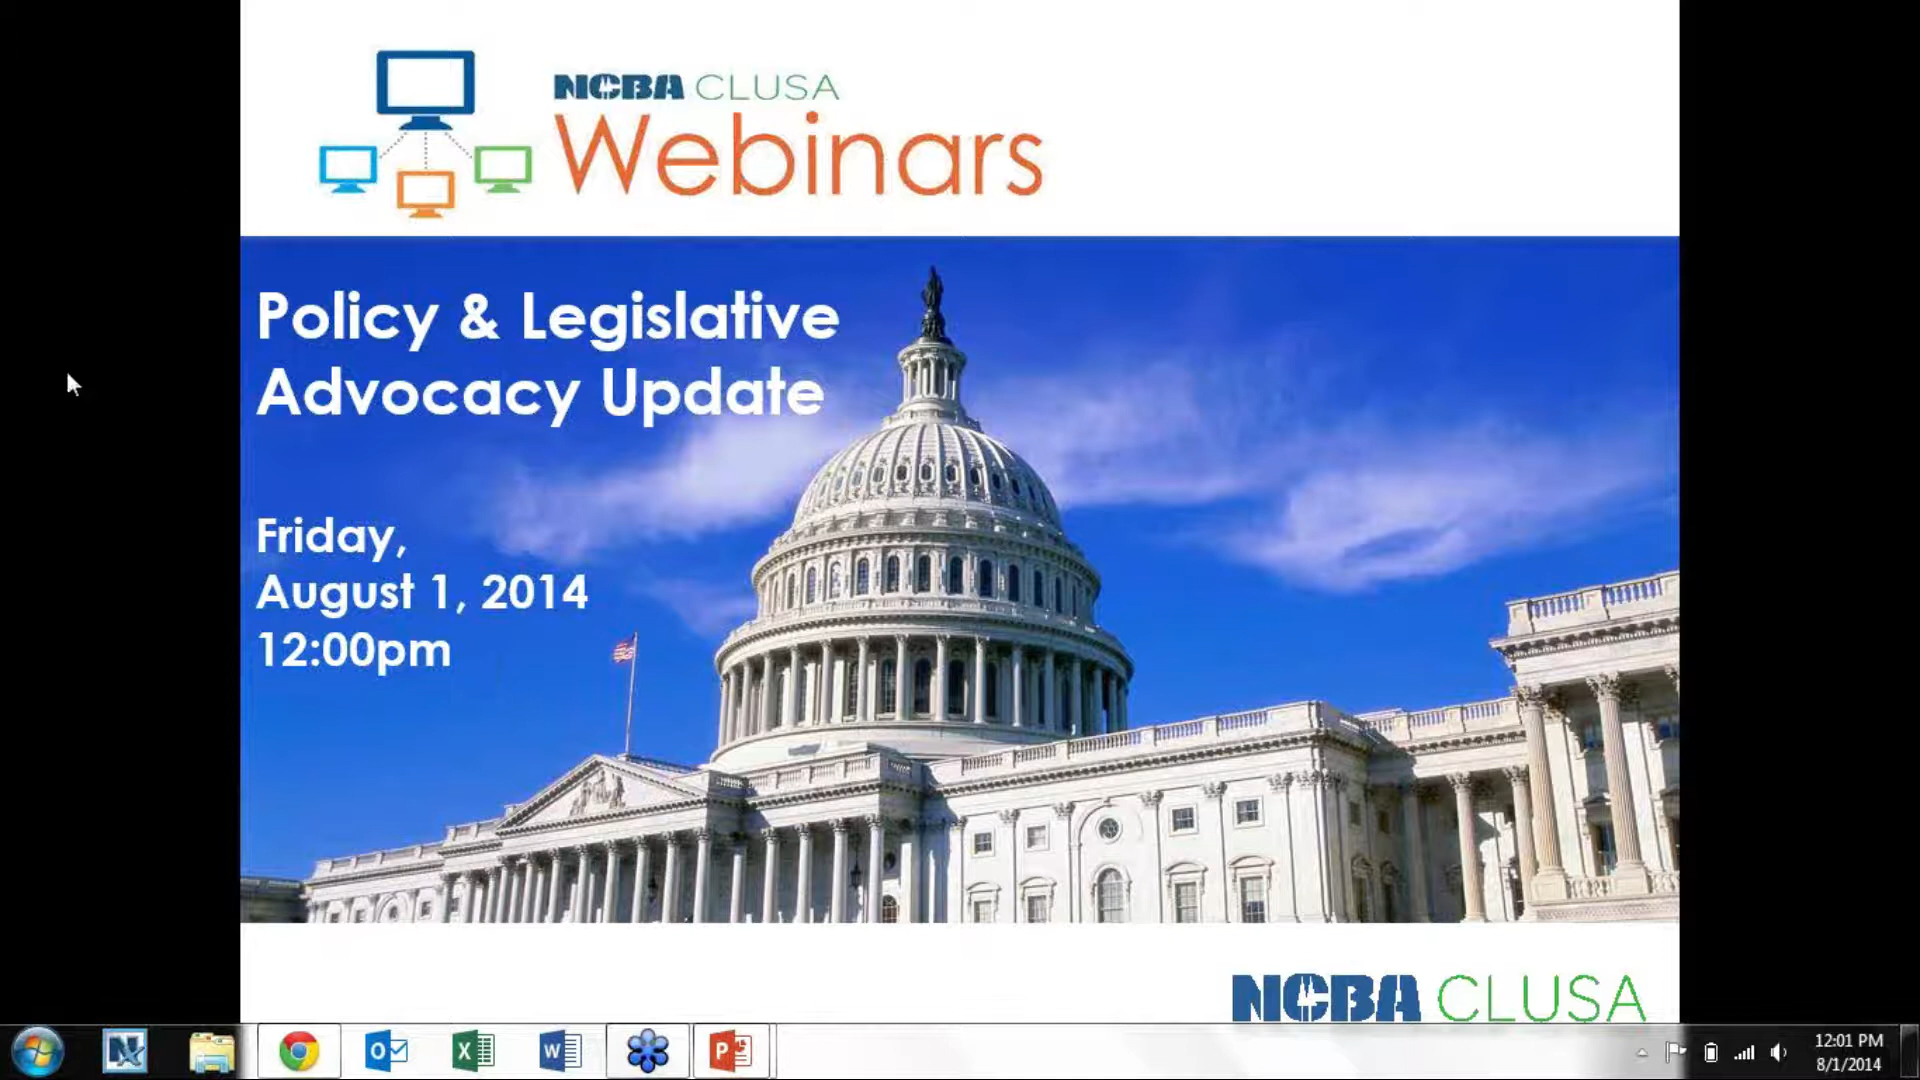 NCBA CLUSA
Webinars
Policy & Legislative
Advocacy Update
Friday,
August 1, 2014
12:00pm
NCBA CLUSA
12:01 PM
8/1/2014